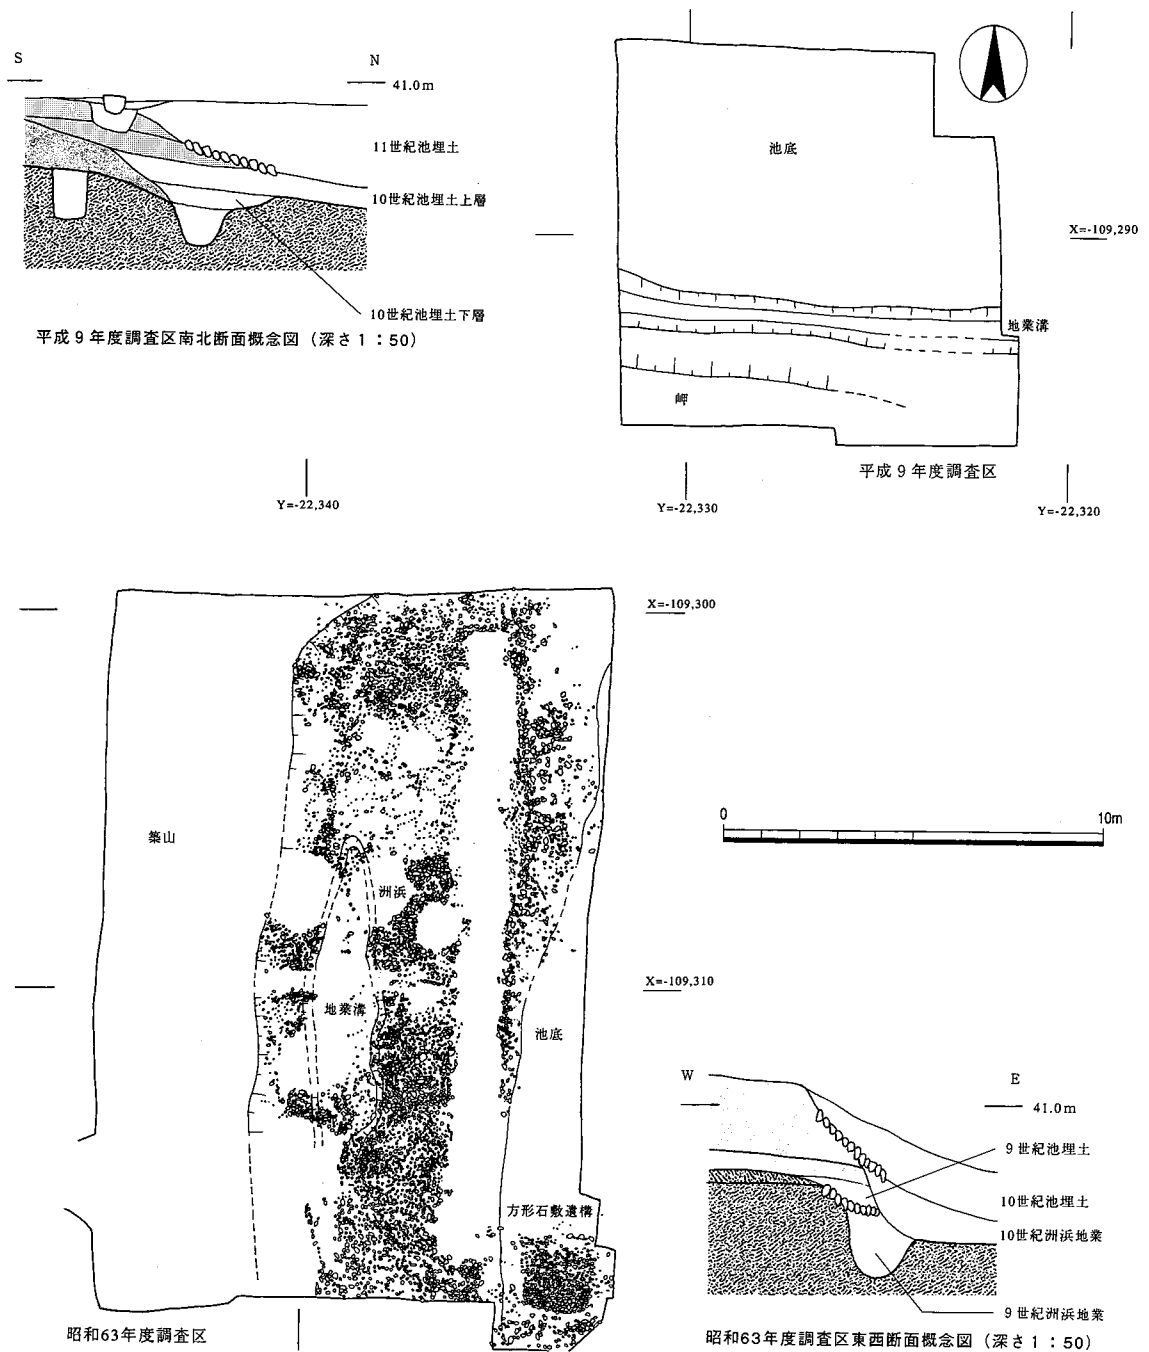 S
N
41.0m
11世紀池埋土
10世紀池埋土上層
10世紀池埋土下層
平成9年度調査区南北断面概念図（深さ1：50）
池底
X=-109,290
地業溝
岬
平成9年度調査区
Y=-22,340
Y=-22,330
Y=-22,320
X=-109,300
築山
洲浜
地業溝
池底
方形石敷遺構
昭和63年度調査区
0
10m
X=-109,310
W
E
41.0m
9世紀池埋土
10世紀池埋土
10世紀洲浜地業
9世紀洲浜地業
昭和63年度調査区東西断面概念図（深さ1：50）